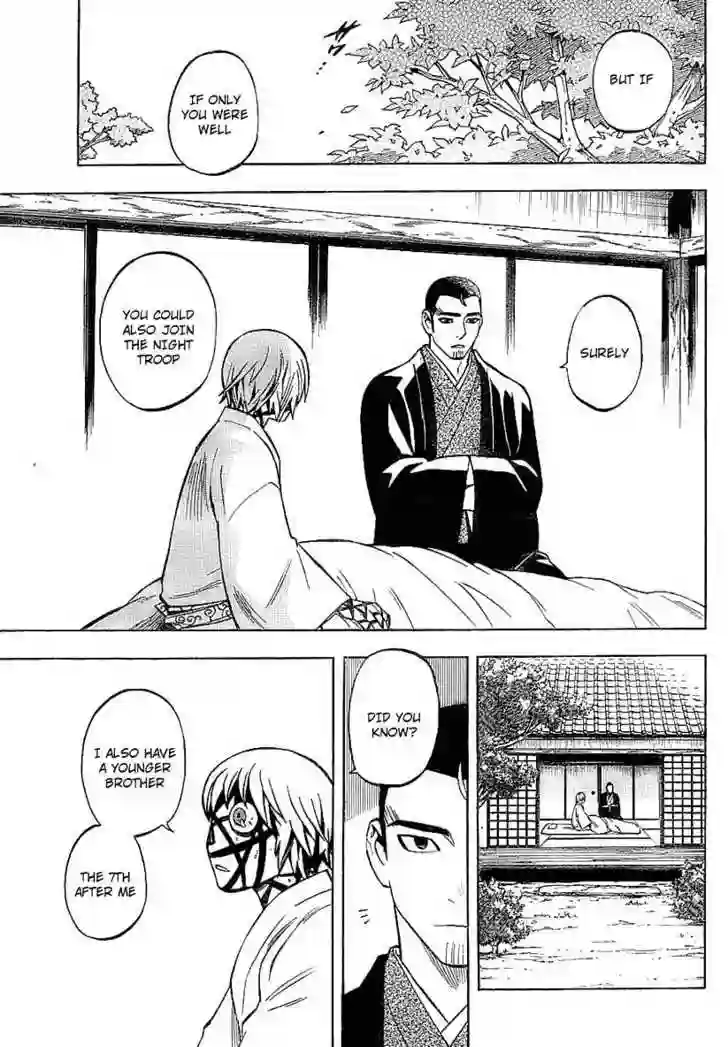 BUT IF
IF ONLY
YOU WERE
WELL
SURELY
YOU COULD
ALSO JOIN
THE NIGHT
TROOP
DID YOU
KNOW?
I ALSO HAVE
A YOUNGER
BROTHER
THE 7TH
AFTER ME